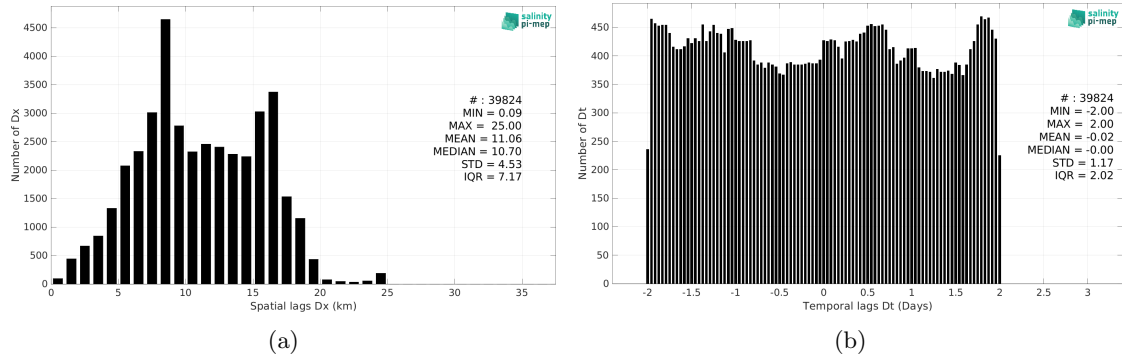 4500
4000
3500
3000
2500
2000
1500
1000
500
0
Number of Dx
salinity
pi-mep
# : 39824
MIN = 0.09
MAX = 25.00
MEAN = 11.06
MEDIAN = 10.70
STD = 4.53
IQR = 7.17
0 5 10 15 20 25 30 35
Spatial lags Dx (km)
(a)
450
400
350
300
250
200
150
100
50
0
Number of Dt
salinity
pi-mep
# : 39824
MIN = -2.00
MAX = 2.00
MEAN = -0.02
MEDIAN = -0.00
STD = 1.17
IQR = 2.02
-2 -1.5 -1 -0.5 0 0.5 1 1.5 2 2.5 3
Temporal lags Dt (Days)
(b)